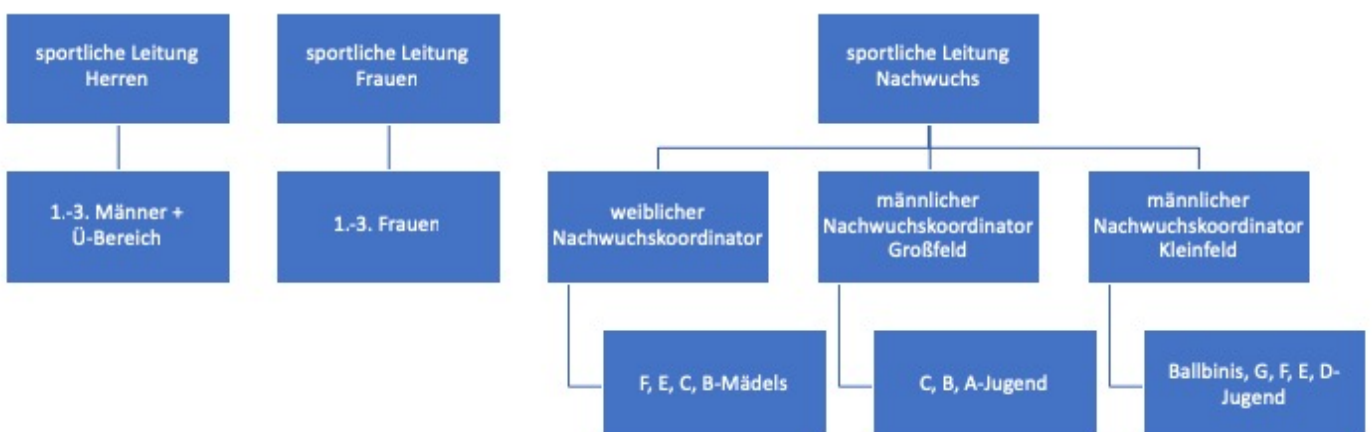 sportliche Leitung
Herren
sportliche Leitung
Frauen
sportliche Leitung
Nachwuchs
1.-3. Männer +
Ü-Bereich
1.-3. Frauen
weiblicher
Nachwuchskoordinator
männlicher
Nachwuchskoordinator
Großfeld
männlicher
Nachwuchskoordinator
Kleinfeld
F, E, C, B-Mädels
C, B, A-Jugend
Ballbinis, G, F, E, D-
Jugend